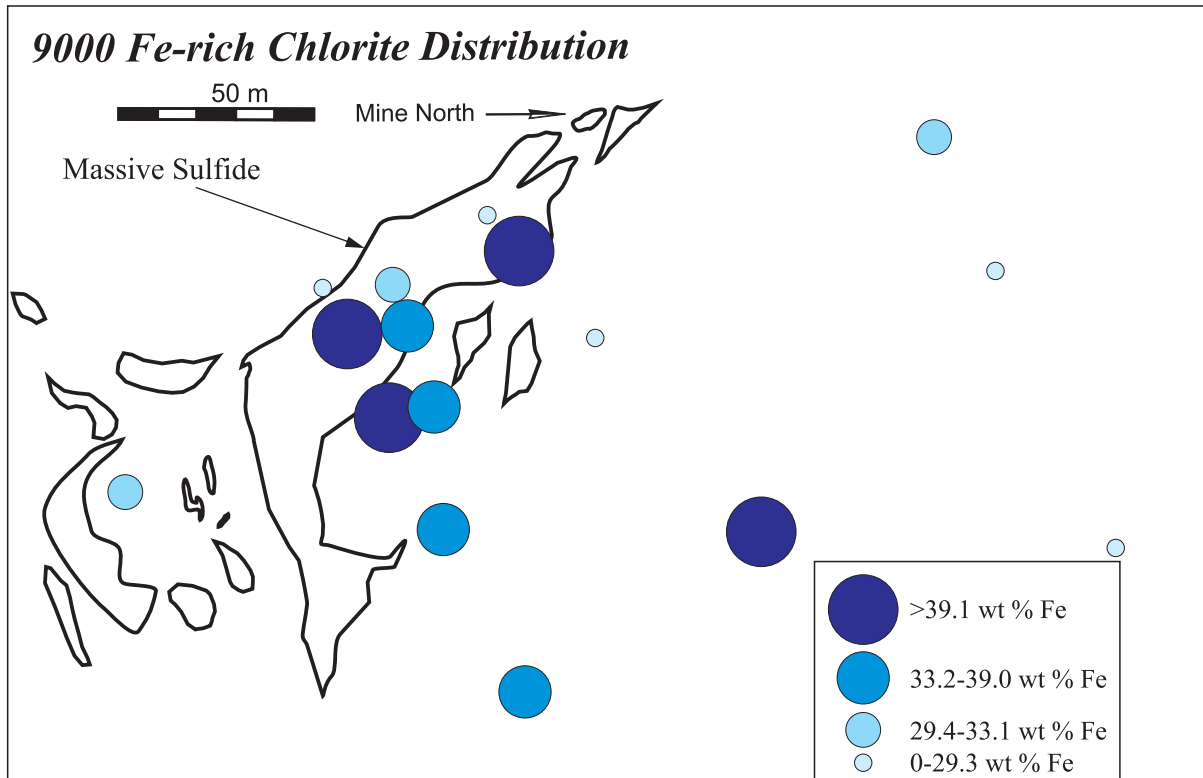 9000 Fe-rich Chlorite Distribution
50 m
Mine North
Massive Sulfide
>39.1 wt % Fe
33.2-39.0 wt % Fe
29.4-33.1 wt % Fe
0-29.3 wt % Fe